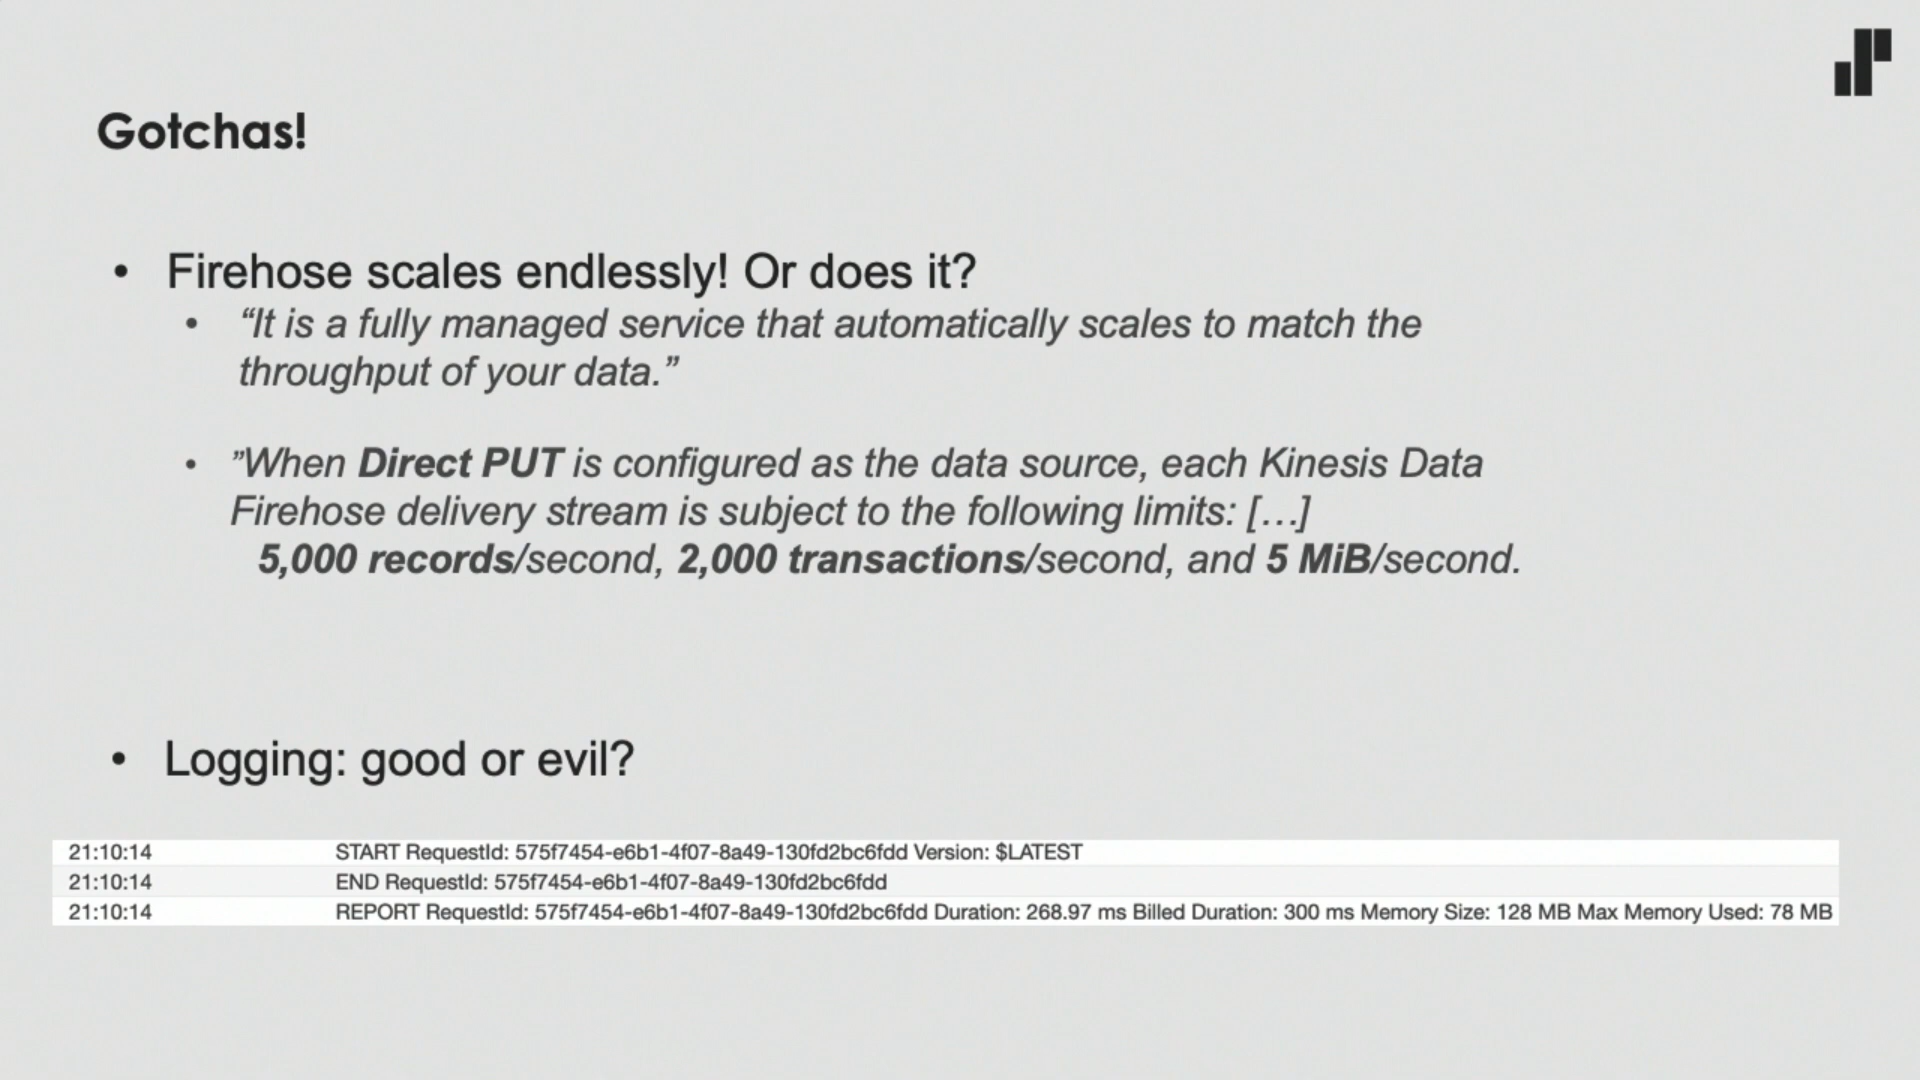 Gotchas!
• Firehose scales endlessly! Or does it?
• “It is a fully managed service that automatically scales to match the
throughput of your data.”
• ”When Direct PUT is configured as the data source, each Kinesis Data
Firehose delivery stream is subject to the following limits: […]
5,000 records/second, 2,000 transactions/second, and 5 MiB/second.
• Logging: good or evil?
21:10:14 START RequestId: 575f7454-e6b1-4f07-8a49-130fd2bc6fdd Version: $LATEST
21:10:14 END RequestId: 575f7454-e6b1-4f07-8a49-130fd2bc6fdd
21:10:14 REPORT RequestId: 575f7454-e6b1-4f07-8a49-130fd2bc6fdd Duration: 268.97 ms Billed Duration: 300 ms Memory Size: 128 MB Max Memory Used: 78 MB